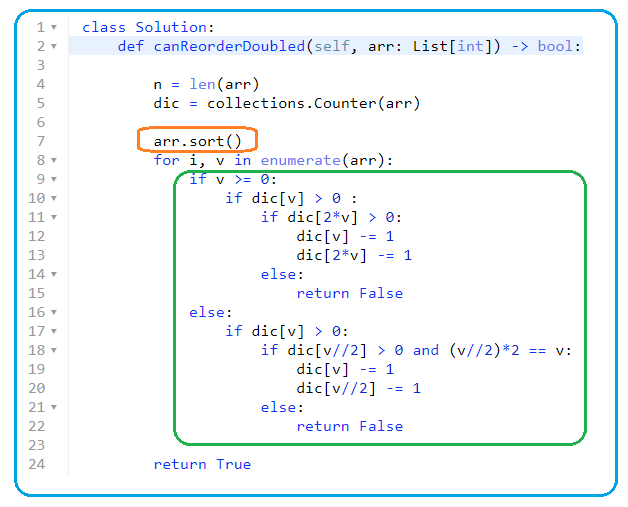 1 class Solution:
2 def canReorderDoubled(self, arr: List[int]) -> bool:
3
4 n = len(arr)
5 dic = collections.Counter(arr)
6
7 arr.sort()
8 for i, v in enumerate(arr):
9 if v >= 0:
10 if dic[v] > 0 :
11 if dic[2*v] > 0:
12 dic[v] -= 1
13 dic[2*v] -= 1
14 else:
15 return False
16 else:
17 if dic[v] > 0:
18 if dic[v//2] > 0 and (v//2)*2 == v:
19 dic[v] -= 1
20 dic[v//2] -= 1
21 else:
22 return False
23
24 return True